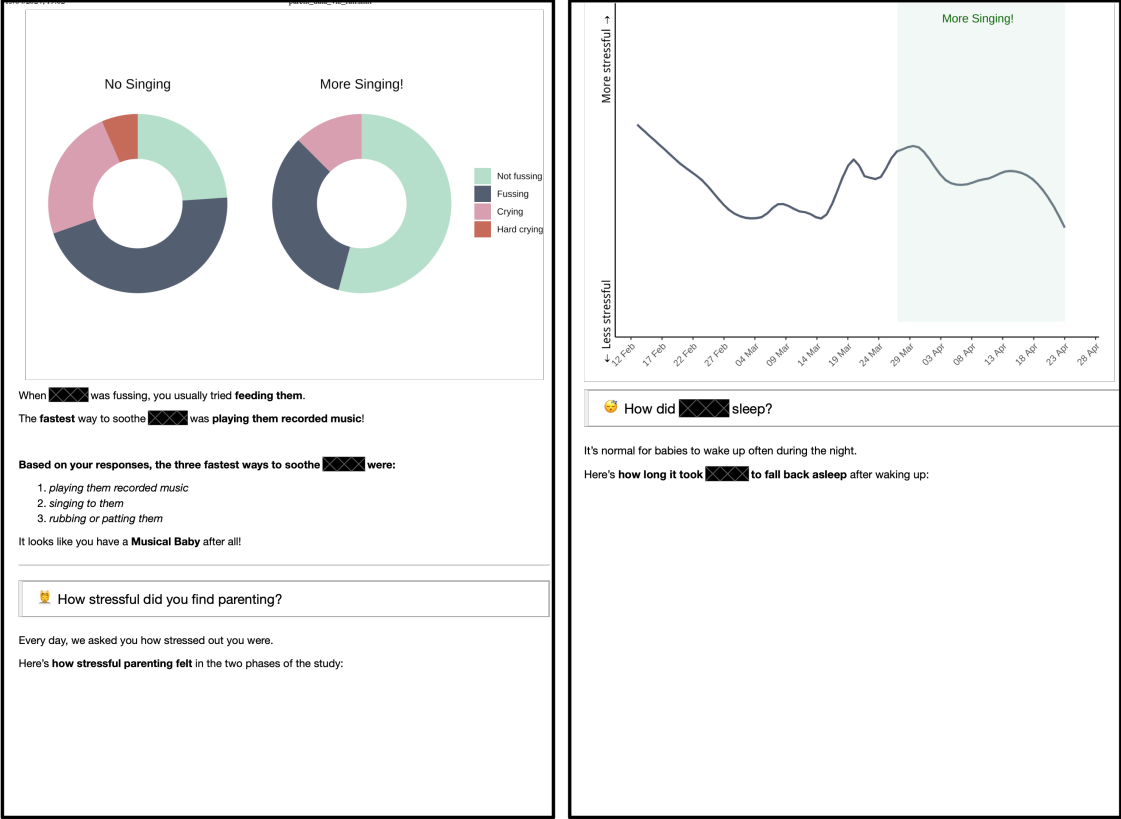 No Singing
More Singing!
Not fussing
Fussing
Crying
Hard crying
When was fussing, you usually tried feeding them.
The fastest way to soothe was playing them recorded music!
Based on your responses, the three fastest ways to soothe were:
1. playing them recorded music
2. singing to them
3. rubbing or patting them
It looks like you have a Musical Baby after all!
How stressful did you find parenting?
Every day, we asked you how stressed out you were.
Here's how stressful parenting felt in the two phases of the study:
More Singing!
More stressful →
← Less stressful
12 Feb
17 Feb
22 Feb
27 Feb
04 Mar
09 Mar
14 Mar
19 Mar
24 Mar
29 Mar
03 Apr
08 Apr
13 Apr
18 Apr
23 Apr
28 Apr
How did sleep?
It's normal for babies to wake up often during the night.
Here's how long it took to fall back asleep after waking up: